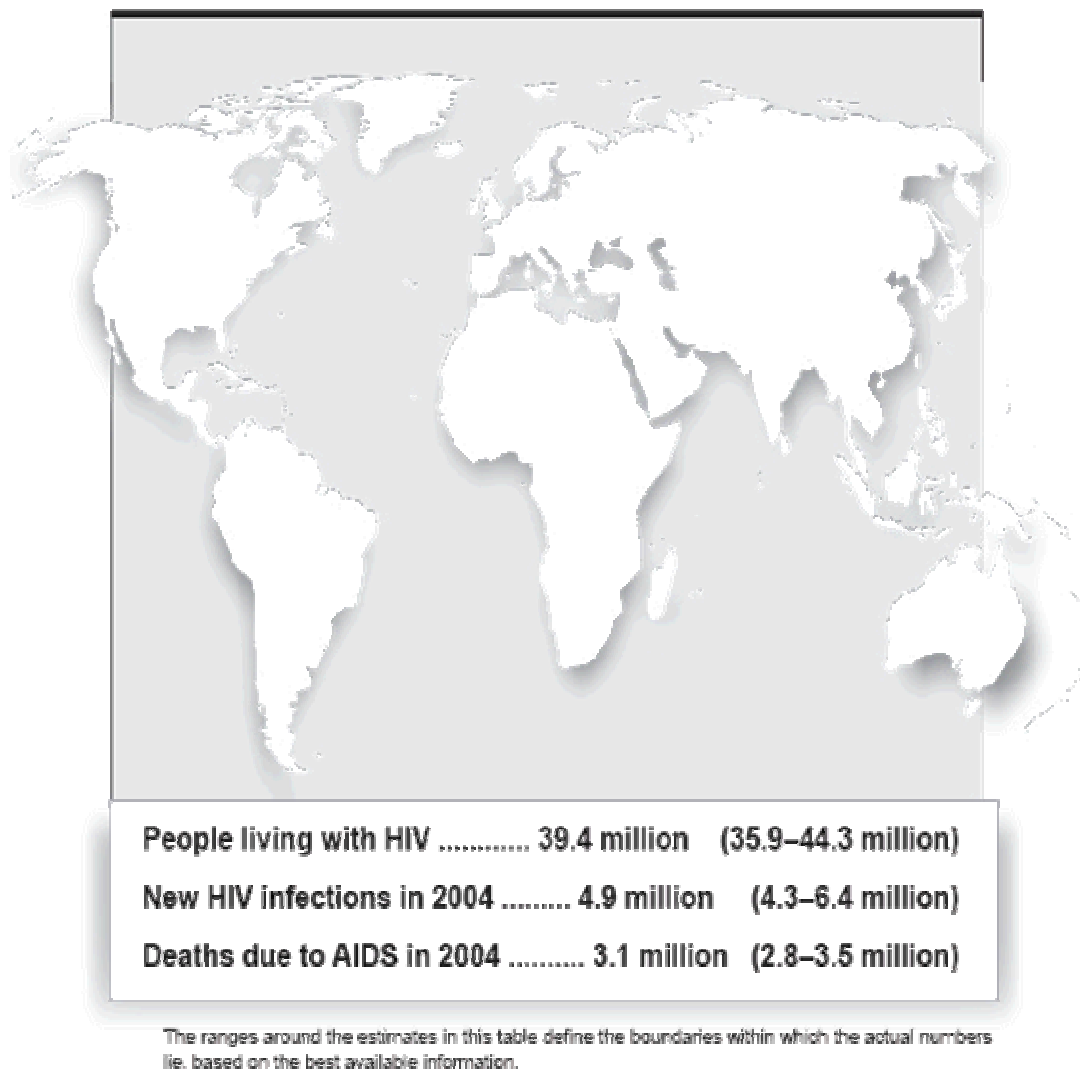 People living with HIV ............ 39.4 million (35.9–44.3 million)
New HIV infections in 2004 ......... 4.9 million (4.3–6.4 million)
Deaths due to AIDS in 2004 .......... 3.1 million (2.8–3.5 million)
The ranges around the estimates in this table define the boundaries within which the actual numbers
lie, based on the best available information.